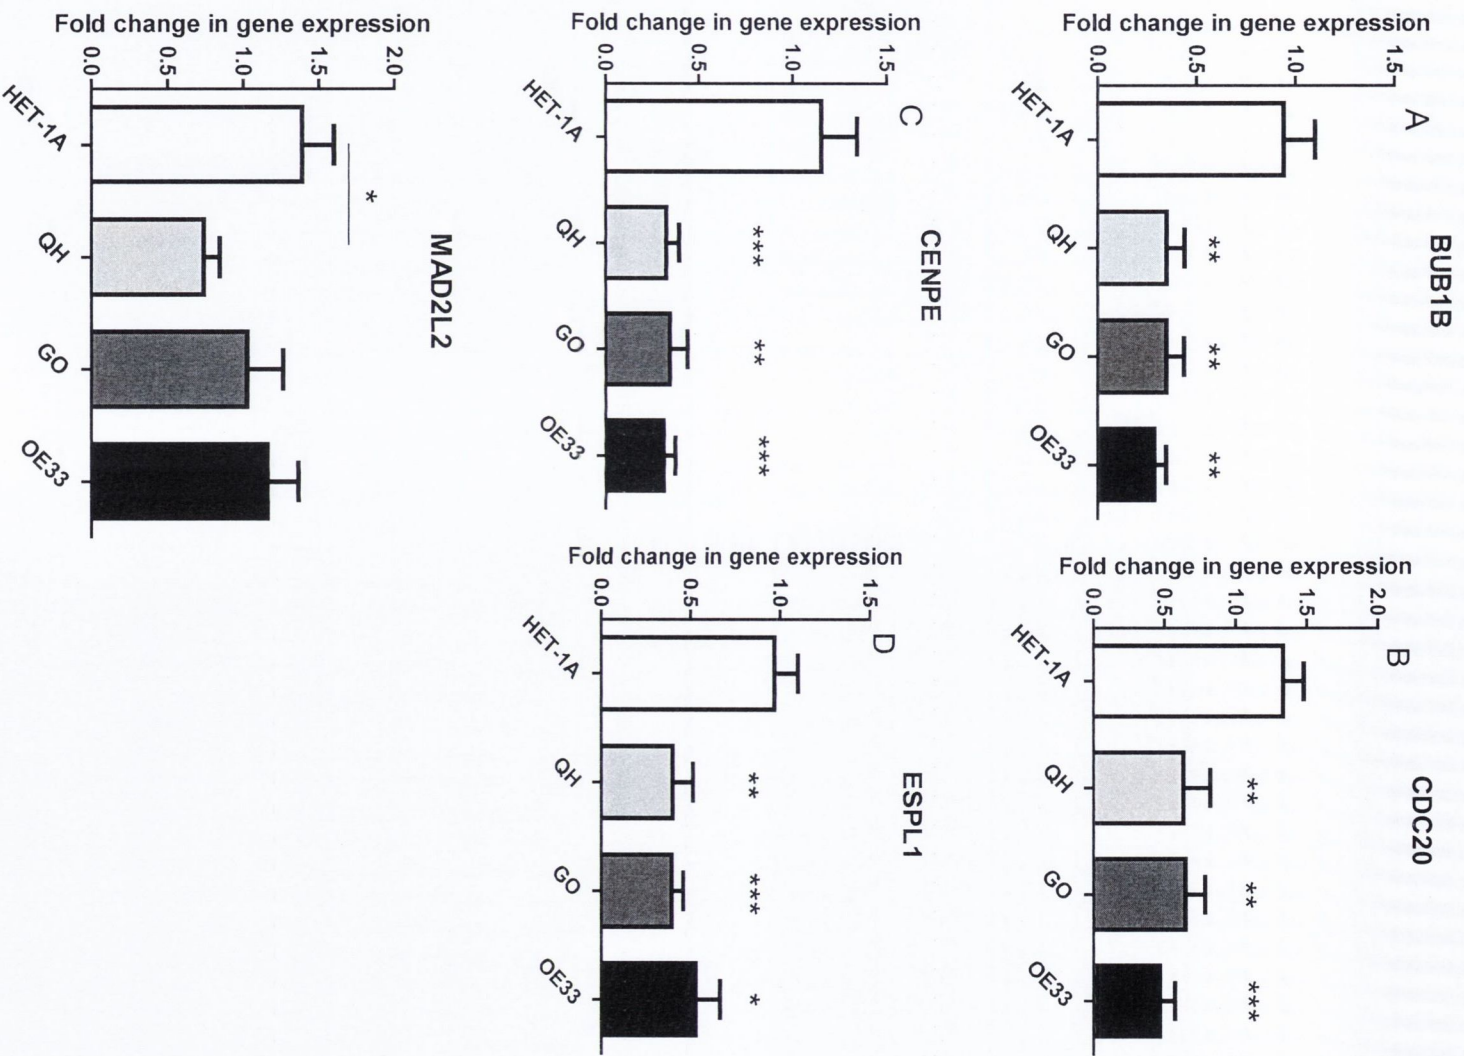 A
BUB1B
Fold change in gene expression
1.5
1.0
0.5
0.0
** ** **
HET-1A QH GO OE33
B
CDC20
Fold change in gene expression
2.0
1.5
1.0
0.5
0.0
** ** ***
HET-1A QH GO OE33
C
CENPE
Fold change in gene expression
1.5
1.0
0.5
0.0
*** ** ***
HET-1A QH GO OE33
D
ESPL1
Fold change in gene expression
1.5
1.0
0.5
0.0
** *** *
HET-1A QH GO OE33
MAD2L2
Fold change in gene expression
2.0
1.5
1.0
0.5
0.0
*
HET-1A QH GO OE33